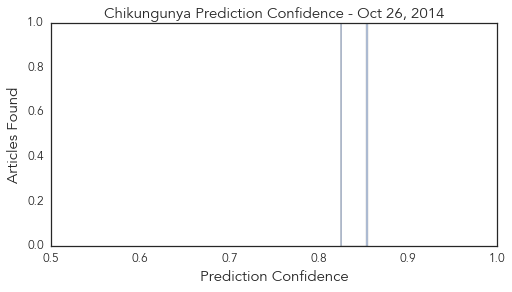 Chikungunya Prediction Confidence - Oct 26, 2014
1.0
0.8
0.6
0.4
0.2
0.0
Articles Found
0.5 0.6 0.7 0.8 0.9 1.0
Prediction Confidence